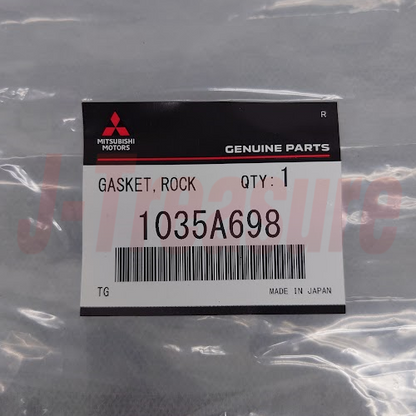 R
MITSUBISHI
MOTORS
GENUINE PARTS
GASKET,ROCK QTY: 1
1035A698
TG MADE IN JAPAN
J-Treasure